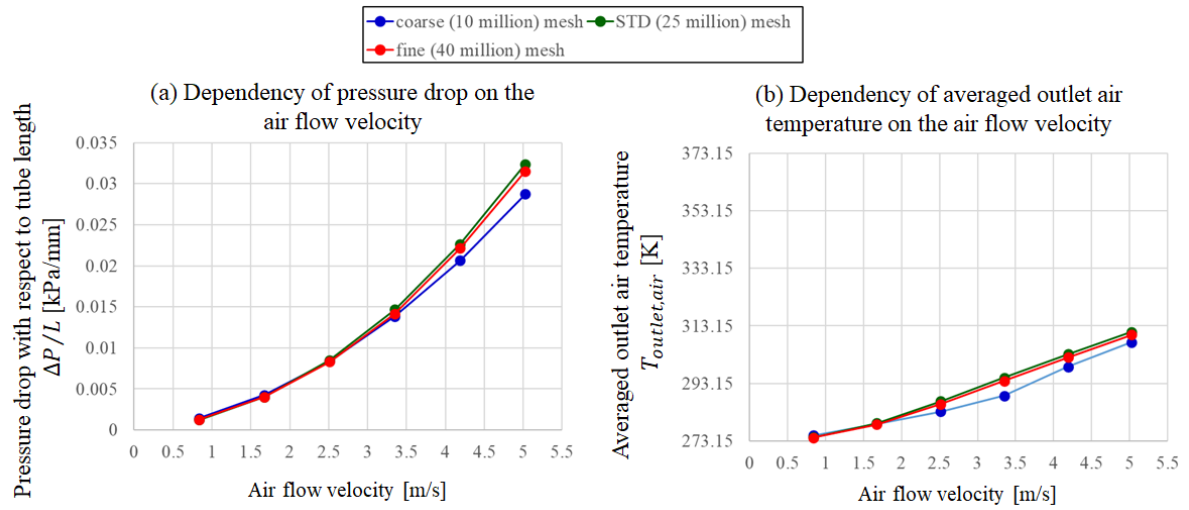 coarse (10 million) mesh
STD (25 million) mesh
fine (40 million) mesh
(a) Dependency of pressure drop on the
air flow velocity
Pressure drop with respect to tube length
ΔP/L [kPa/mm]
0.035
0.03
0.025
0.02
0.015
0.01
0.005
0
0 0.5 1 1.5 2 2.5 3 3.5 4 4.5 5 5.5
Air flow velocity [m/s]
(b) Dependency of averaged outlet air
temperature on the air flow velocity
Averaged outlet air temperature
T_{outlet,air} [K]
373.15
353.15
333.15
313.15
293.15
273.15
0 0.5 1 1.5 2 2.5 3 3.5 4 4.5 5 5.5
Air flow velocity [m/s]